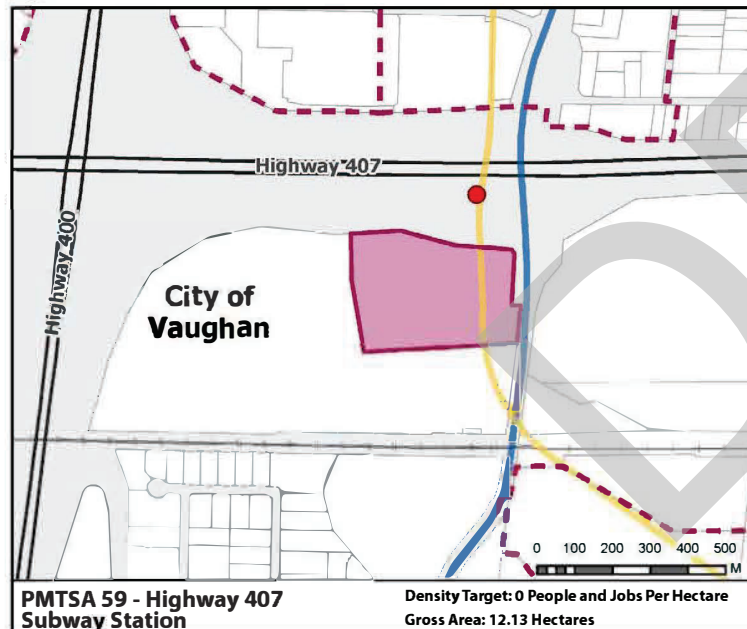 Highway 407
Highway 400
City of
Vaughan
0 100 200 300 400 500
M
PMTSA 59 - Highway 407
Subway Station
Density Target: 0 People and Jobs Per Hectare
Gross Area: 12.13 Hectares